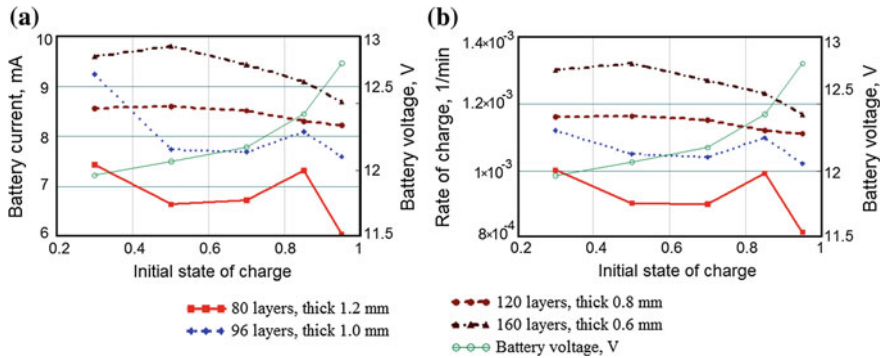 (a)
Battery current, mA
10
9
8
7
6
0.2
0.4
0.6
0.8
1
Initial state of charge
13
12.5
12
11.5
Battery voltage, V
(b)
Rate of charge, 1/min
1.4×10⁻³
1.2×10⁻³
1×10⁻³
8×10⁻⁴
0.2
0.4
0.6
0.8
1
Initial state of charge
13
12.5
12
11.5
Battery voltage, V
80 layers, thick 1.2 mm
96 layers, thick 1.0 mm
120 layers, thick 0.8 mm
160 layers, thick 0.6 mm
Battery voltage, V